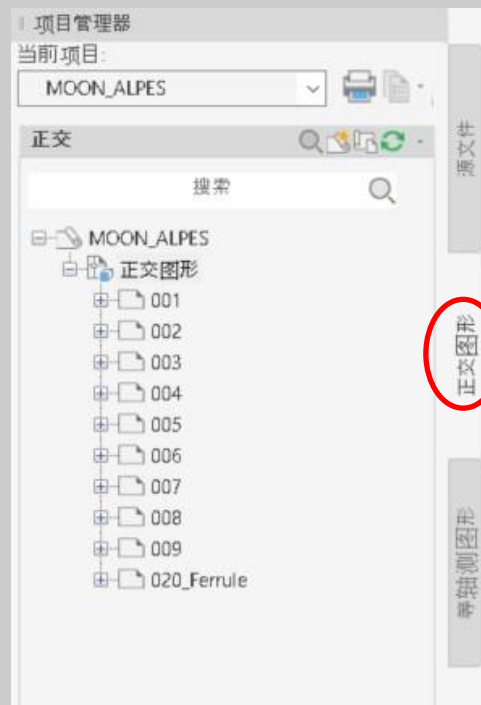 项目管理器
当前项目:
MOON_ALPES
正交
搜索
MOON_ALPES
正交图形
001
002
003
004
005
006
007
008
009
020_Ferrule
源文件
正交图形
等轴测图形